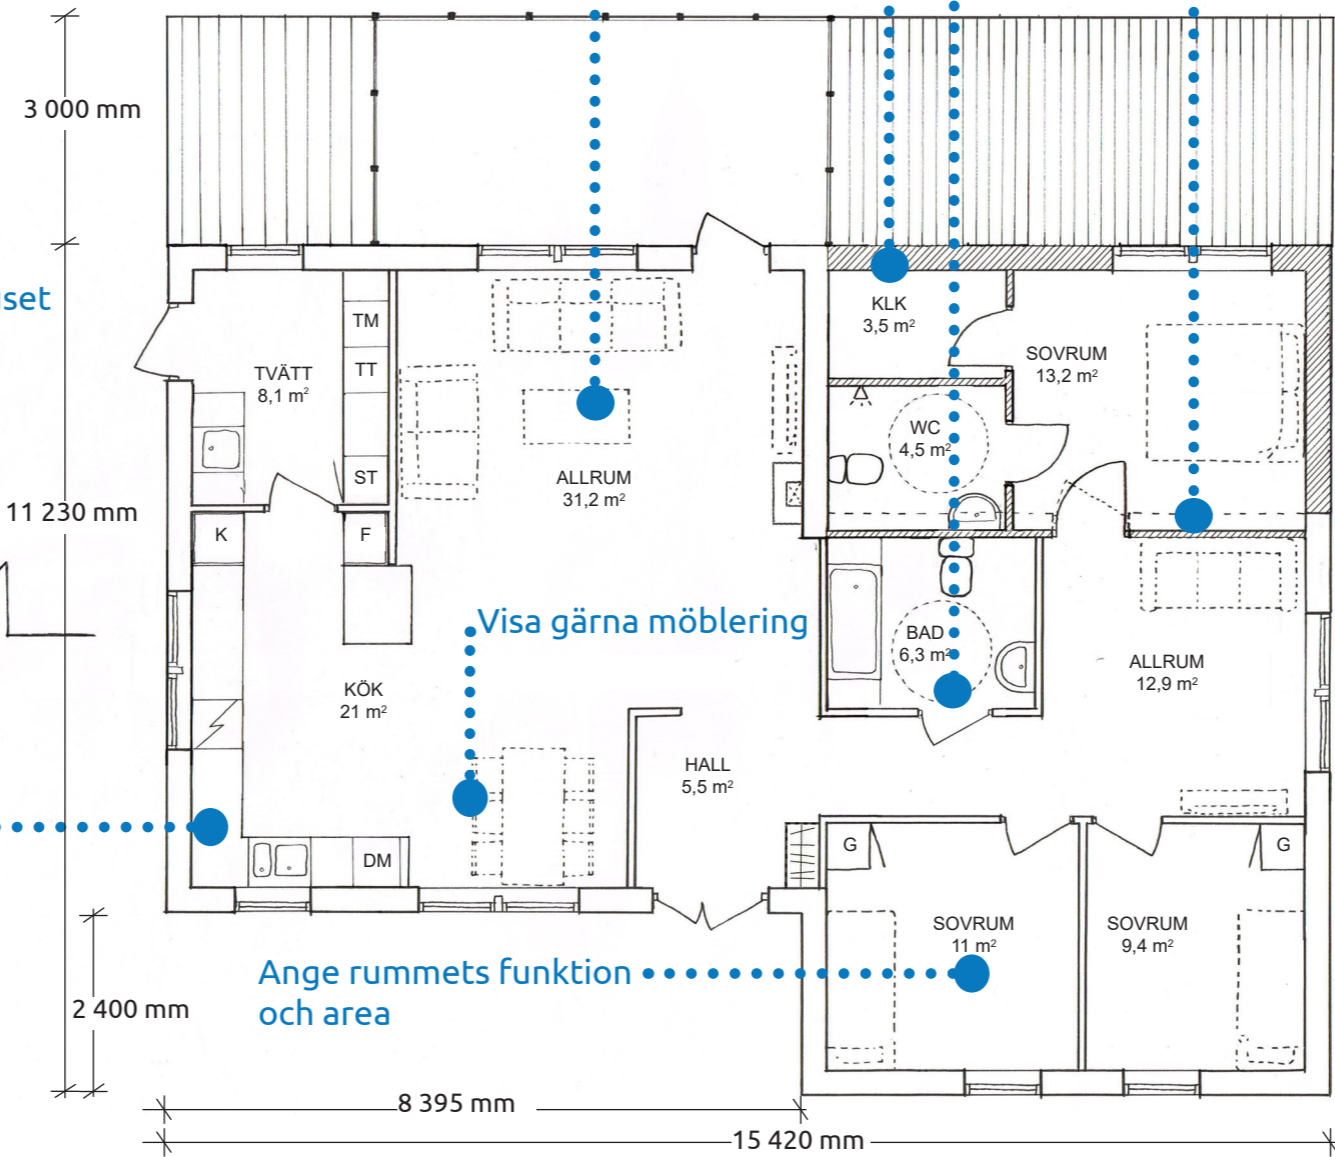 3 000 mm
set
KLK
3,5 m²
SOVRUM
13,2 m²
TM
TT
TVÄTT
8,1 m²
WC
4,5 m²
ST
ALLRUM
31,2 m²
11 230 mm
K
F
Visa gärna möblering
BAD
6,3 m²
ALLRUM
12,9 m²
KÖK
21 m²
HALL
5,5 m²
DM
G
G
SOVRUM
11 m²
SOVRUM
9,4 m²
Ange rummets funktion
och area
2 400 mm
8 395 mm
15 420 mm